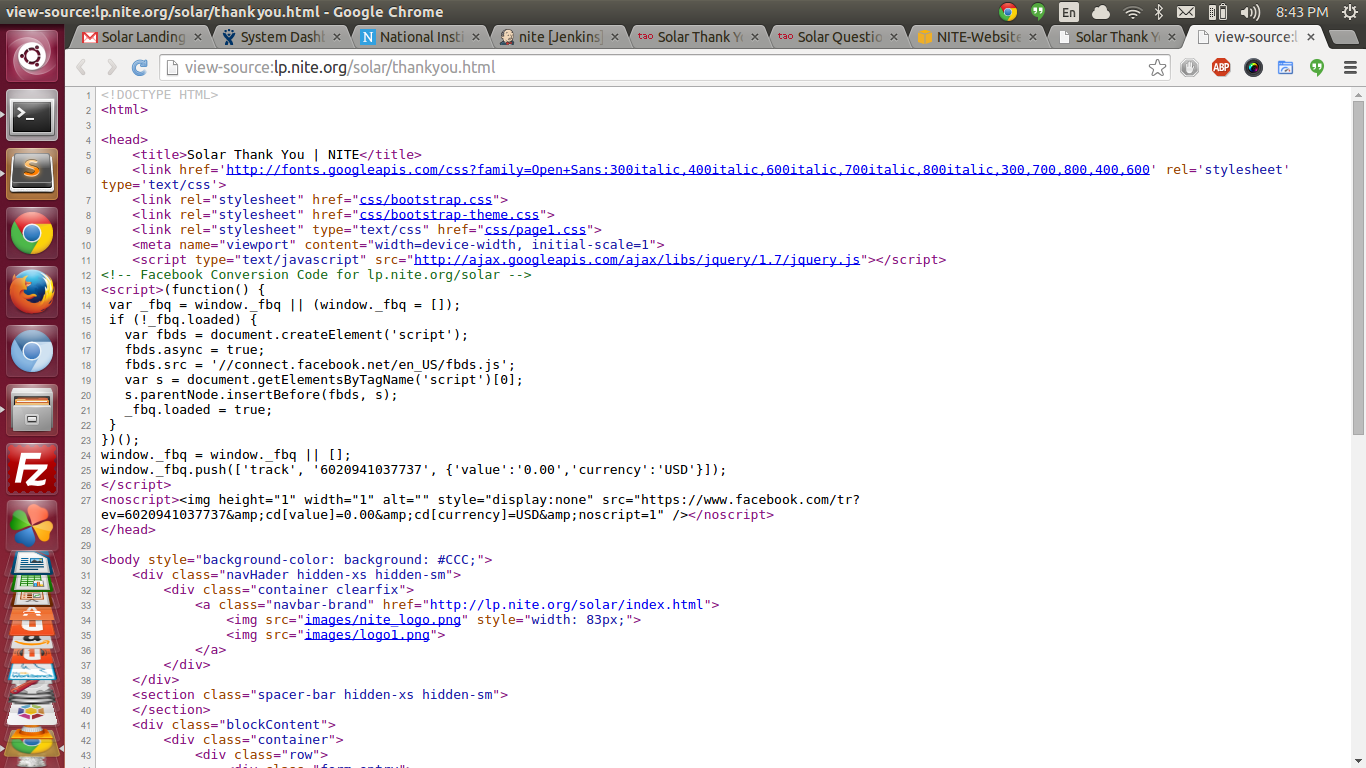 view-source:lp.nite.org/solar/thankyou.html - Google Chrome
En
8:43 PM
Solar Landing
System Dash
National Insti
nite [Jenkins]
tao Solar Thank Y
tao Solar Questio
NITE-Website
Solar Thank Y
view-source:l
view-source:lp.nite.org/solar/thankyou.html
ABP
1 <!DOCTYPE HTML>
2 <html>
3
4 <head>
5 <title>Solar Thank You | NITE</title>
6 <link href='http://fonts.googleapis.com/css?family=Open+Sans:300italic,400italic,600italic,700italic,800italic,300,700,800,400,600' rel='stylesheet'
type='text/css'>
7 <link rel="stylesheet" href="css/bootstrap.css">
8 <link rel="stylesheet" href="css/bootstrap-theme.css">
9 <link rel="stylesheet" type="text/css" href="css/page1.css">
10 <meta name="viewport" content="width=device-width, initial-scale=1">
11 <script type="text/javascript" src="http://ajax.googleapis.com/ajax/libs/jquery/1.7/jquery.js"></script>
12 <!-- Facebook Conversion Code for lp.nite.org/solar -->
13 <script>(function() {
14 var _fbq = window._fbq || (window._fbq = []);
15 if (!_fbq.loaded) {
16 var fbds = document.createElement('script');
17 fbds.async = true;
18 fbds.src = '//connect.facebook.net/en_US/fbds.js';
19 var s = document.getElementsByTagName('script')[0];
20 s.parentNode.insertBefore(fbds, s);
21 _fbq.loaded = true;
22 }
23 })();
24 window._fbq = window._fbq || [];
25 window._fbq.push(['track', '6020941037737', {'value':'0.00','currency':'USD'}]);
26 </script>
27 <noscript><img height="1" width="1" alt="" style="display:none" src="https://www.facebook.com/tr?
ev=6020941037737&amp;cd[value]=0.00&amp;cd[currency]=USD&amp;noscript=1" /></noscript>
28 </head>
29
30 <body style="background-color: background: #CCC;">
31 <div class="navHader hidden-xs hidden-sm">
32 <div class="container clearfix">
33 <a class="navbar-brand" href="http://lp.nite.org/solar/index.html">
34 <img src="images/nite_logo.png" style="width: 83px;">
35 <img src="images/logo1.png">
36 </a>
37 </div>
38 </div>
39 <section class="spacer-bar hidden-xs hidden-sm">
40 </section>
41 <div class="blockContent">
42 <div class="container">
43 <div class="row">
<div class="form-entry">